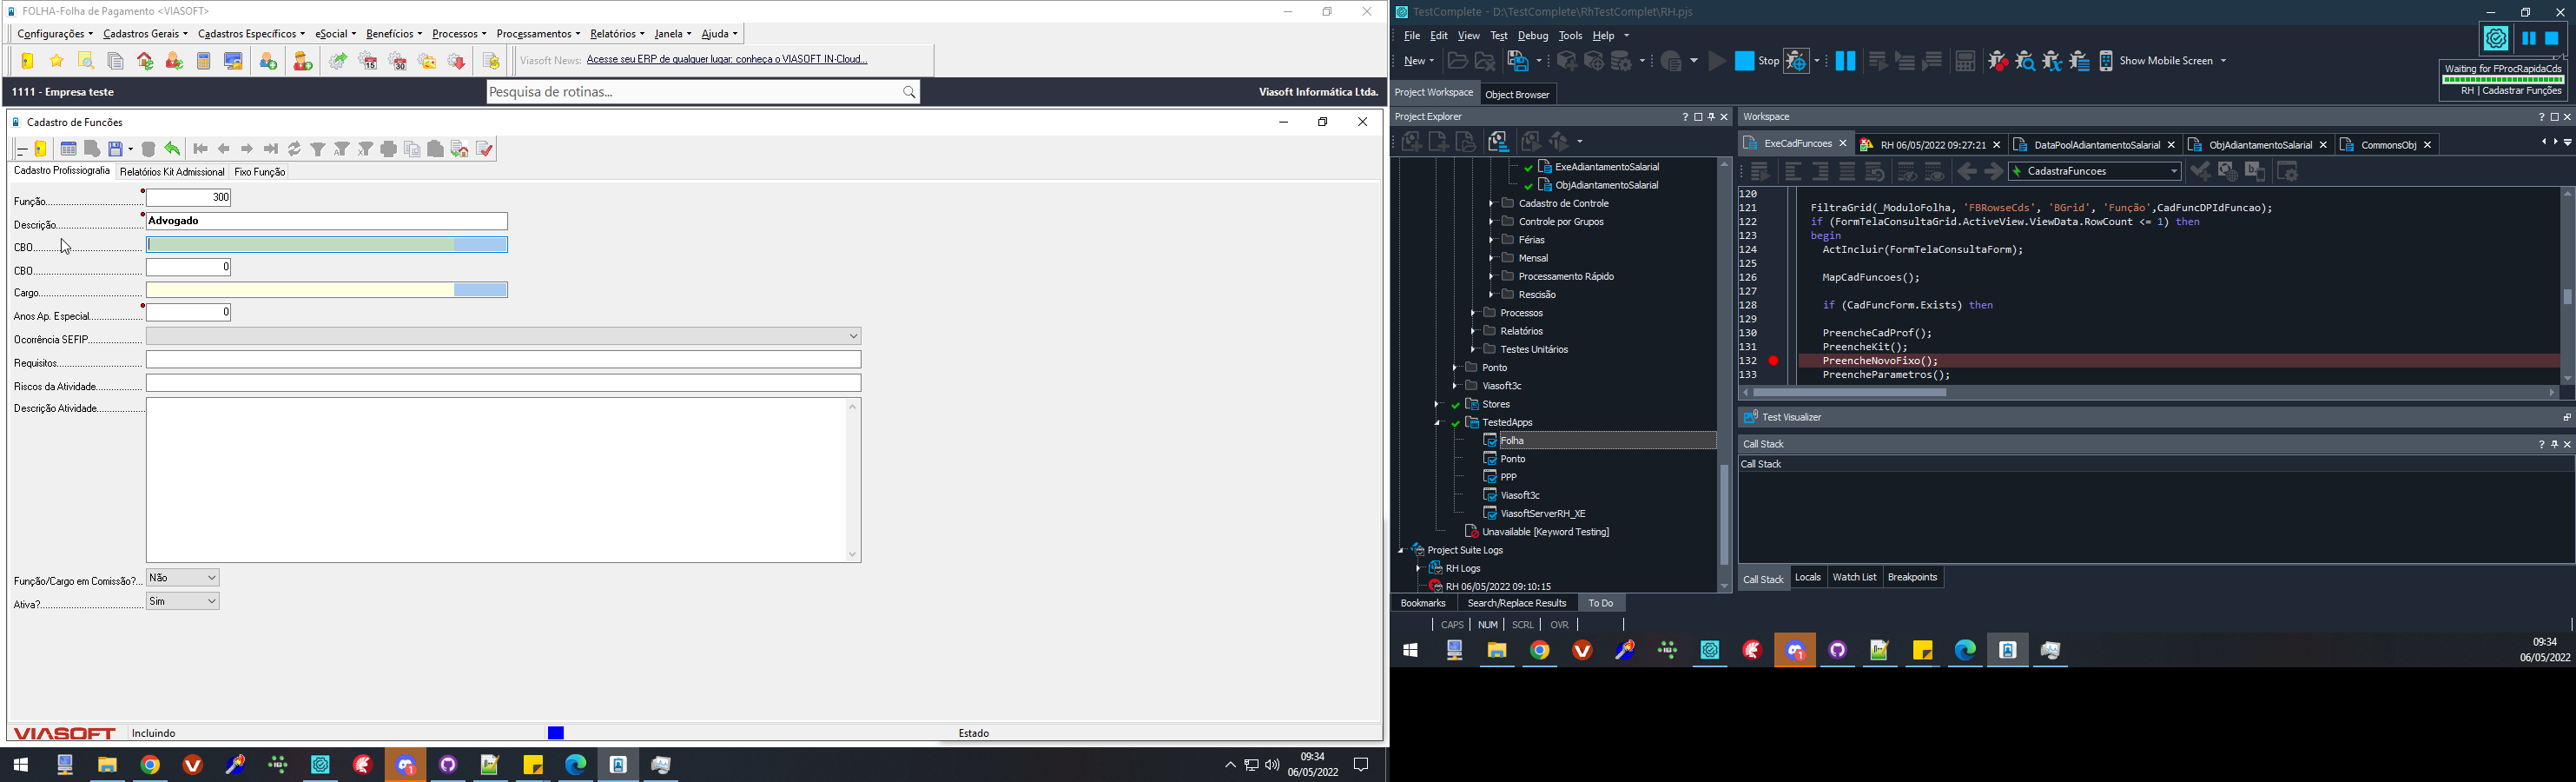 FOLHA-Folha de Pagamento <VIASOFT>
Configurações Cadastros Gerais Cadastros Específicos eSocial Benefícios Processos Processamentos Relatórios Janela Ajuda
Viasoft News: Acesse seu ERP de qualquer lugar: conheça o VIASOFT IN-Cloud...
1111 - Empresa teste
Pesquisa de rotinas...
Viasoft Informática Ltda.
Cadastro de Funcões
Cadastro Profissiografia Relatórios Kit Admissional Fixo Função
Função 300
Descrição Advogado
CBO
CBO 0
Cargo
Anos Ap. Especial 0
Ocorrência SEFIP
Requisitos
Riscos da Atividade
Descrição Atividade
Função/Cargo em Comissão?... Não
Ativa? Sim
VIASOFT Incluindo Estado
09:34
06/05/2022
TestComplete - D:\TestComplete\RhTestComplet\RH.pjs
File Edit View Test Debug Tools Help
New Stop Show Mobile Screen
Waiting for FProcRapidaCds
RH | Cadastrar Funções
Project Workspace Object Browser
Project Explorer
ExeAdiantamentoSalarial
ObjAdiantamentoSalarial
Cadastro de Controle
Controle por Grupos
Férias
Mensal
Processamento Rápido
Rescisão
Processos
Relatórios
Testes Unitários
Ponto
Viasoft3c
Stores
TestedApps
Folha
Ponto
PPP
Viasoft3c
ViasoftServerRH_XE
Unavailable [Keyword Testing]
Project Suite Logs
RH Logs
RH 06/05/2022 09:10:15
Bookmarks Search/Replace Results To Do
CAPS NUM SCRL OVR
Workspace
ExeCadFuncoes RH 06/05/2022 09:27:21 DataPoolAdiantamentoSalarial ObjAdiantamentoSalarial CommonsObj
CadastraFuncoes
120
121 FiltraGrid(_ModuloFolha, 'FBRowseCds', 'BGrid', 'Função',CadFuncDPIdFuncao);
122 if (FormTelaConsultaGrid.ActiveView.ViewData.RowCount <= 1) then
123 begin
124 ActIncluir(FormTelaConsultaForm);
125
126 MapCadFuncoes();
127
128 if (CadFuncForm.Exists) then
129
130 PreencheCadProf();
131 PreencheKit();
132 PreencheNovoFixo();
133 PreencheParametros();
Test Visualizer
Call Stack
Call Stack
Call Stack Locals Watch List Breakpoints
09:34
06/05/2022